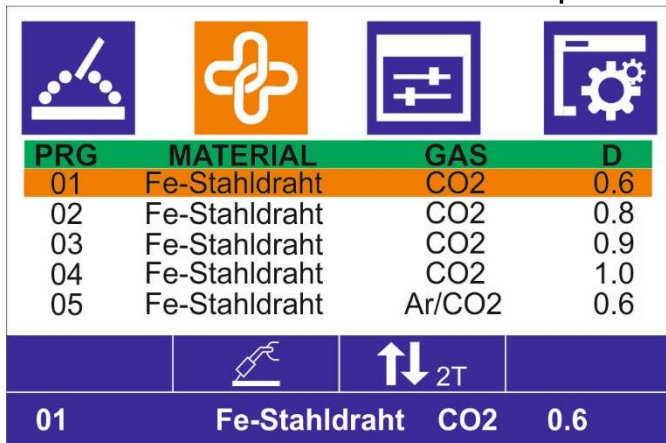 PRG MATERIAL GAS D
01 Fe-Stahldraht CO2 0.6
02 Fe-Stahldraht CO2 0.8
03 Fe-Stahldraht CO2 0.9
04 Fe-Stahldraht CO2 1.0
05 Fe-Stahldraht Ar/CO2 0.6
2T
01 Fe-Stahldraht CO2 0.6